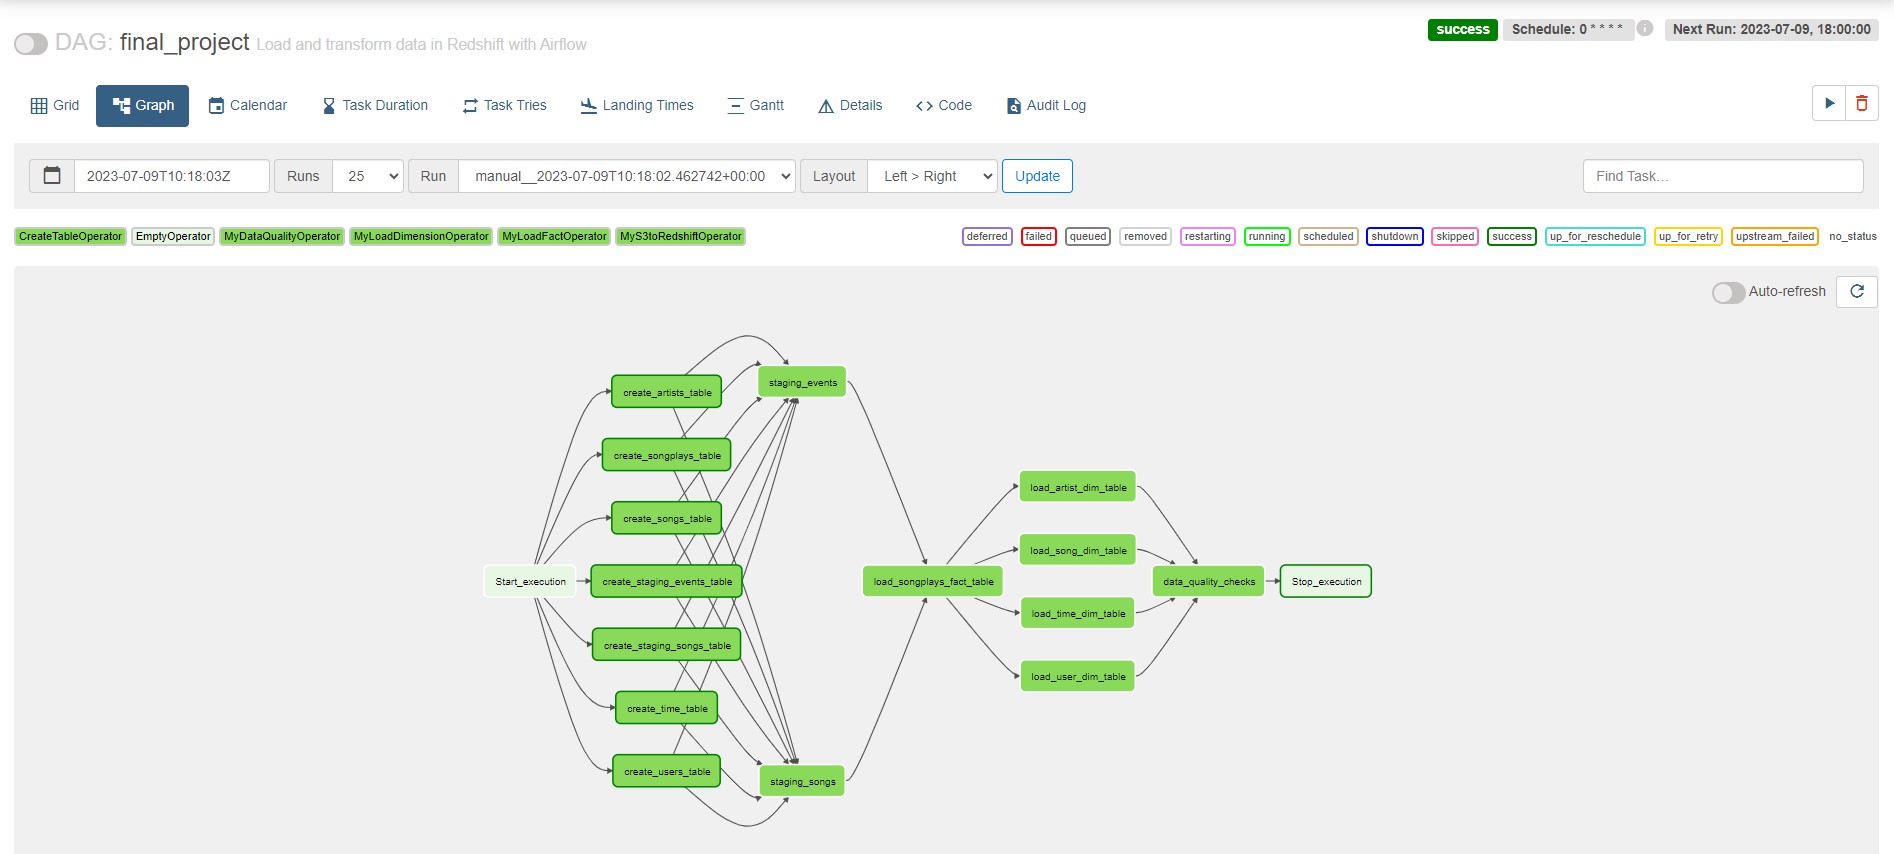 DAG: final_project Load and transform data in Redshift with Airflow
success Schedule: 0 * * * * i Next Run: 2023-07-09, 18:00:00
Grid Graph Calendar Task Duration Task Tries Landing Times Gantt Details <> Code Audit Log
2023-07-09T10:18:03Z Runs 25 Run manual__2023-07-09T10:18:02.462742+00:00 Layout Left > Right Update Find Task...
CreateTableOperator EmptyOperator MyDataQualityOperator MyLoadDimensionOperator MyLoadFactOperator MyS3toRedshiftOperator
deferred failed queued removed restarting running scheduled shutdown skipped success up_for_reschedule up_for_retry upstream_failed no_status
Auto-refresh
Start_execution
create_artists_table
create_songplays_table
create_songs_table
create_staging_events_table
create_staging_songs_table
create_time_table
create_users_table
staging_events
staging_songs
load_songplays_fact_table
load_artist_dim_table
load_song_dim_table
load_time_dim_table
load_user_dim_table
data_quality_checks
Stop_execution